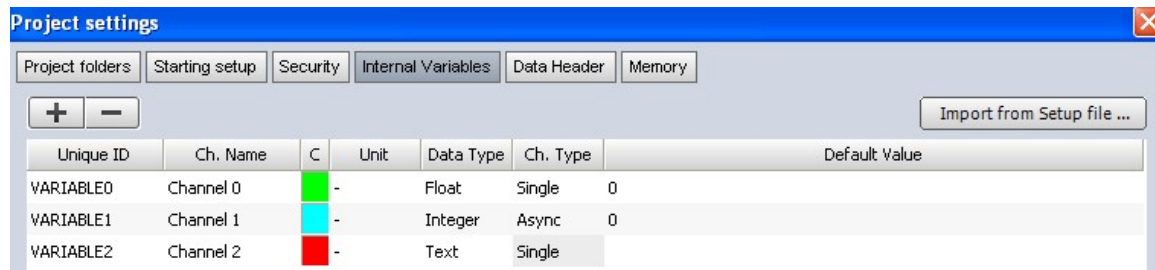 Project settings
Project folders Starting setup Security Internal Variables Data Header Memory
+ − Import from Setup file ...
Unique ID Ch. Name C Unit Data Type Ch. Type Default Value
VARIABLE0 Channel 0 - Float Single 0
VARIABLE1 Channel 1 - Integer Async 0
VARIABLE2 Channel 2 - Text Single